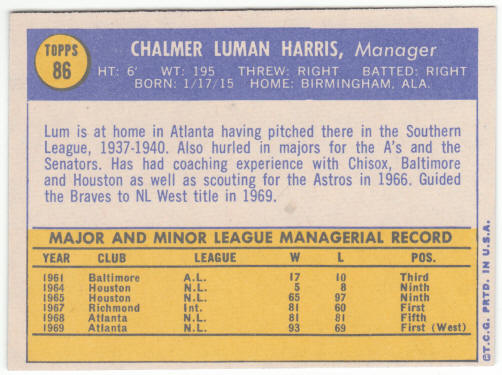 TOPPS
86
CHALMER LUMAN HARRIS, Manager
HT: 6' WT: 195 THREW: RIGHT BATTED: RIGHT
BORN: 1/17/15 HOME: BIRMINGHAM, ALA.
Lum is at home in Atlanta having pitched there in the Southern
League, 1937-1940. Also hurled in majors for the A's and the
Senators. Has had coaching experience with Chisox, Baltimore
and Houston as well as scouting for the Astros in 1966. Guided
the Braves to NL West title in 1969.
MAJOR AND MINOR LEAGUE MANAGERIAL RECORD
YEAR CLUB LEAGUE W L POS.
1961 Baltimore A.L. 17 10 Third
1964 Houston N.L. 5 8 Ninth
1965 Houston N.L. 65 97 Ninth
1967 Richmond Int. 81 60 First
1968 Atlanta N.L. 81 81 Fifth
1969 Atlanta N.L. 93 69 First (West)
©T.C.G. PRTD. IN U.S.A.